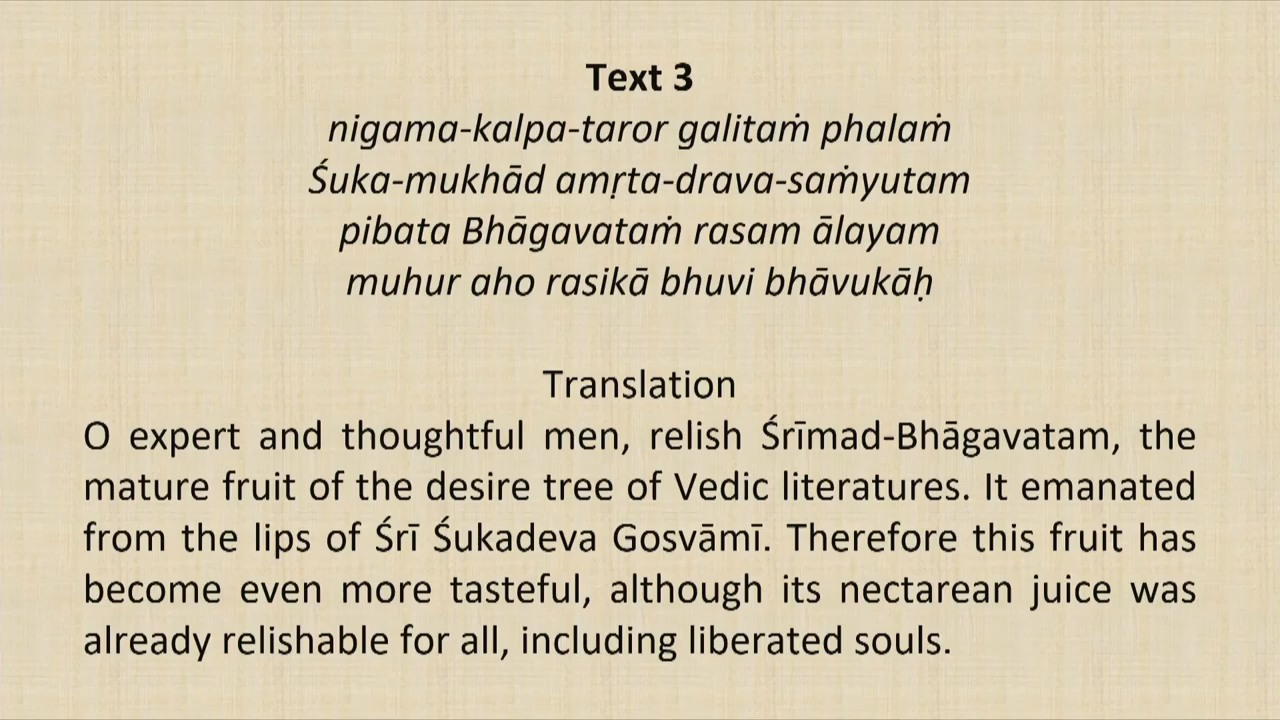 Text 3
nigama-kalpa-taror galitaṁ phalaṁ
Śuka-mukhād amṛta-drava-saṁyutam
pibata Bhāgavataṁ rasam ālayam
muhur aho rasikā bhuvi bhāvukāḥ
Translation
O expert and thoughtful men, relish Śrīmad-Bhāgavatam, the
mature fruit of the desire tree of Vedic literatures. It emanated
from the lips of Śrī Śukadeva Gosvāmī. Therefore this fruit has
become even more tasteful, although its nectarean juice was
already relishable for all, including liberated souls.